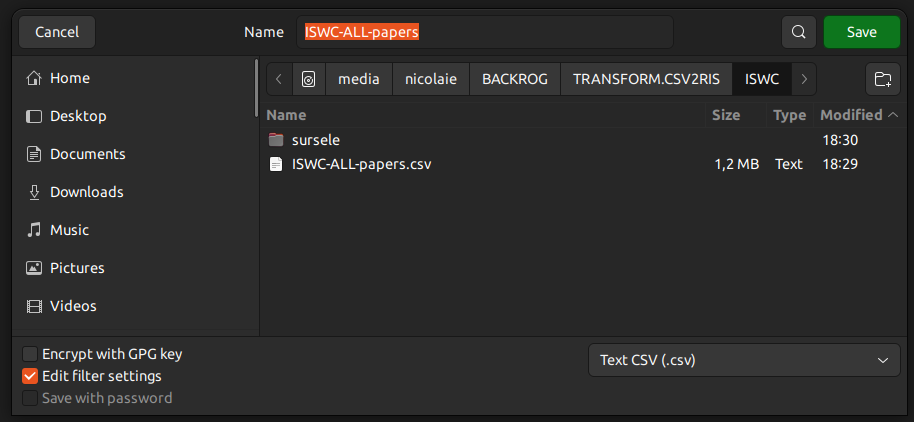 Cancel Name ISWC-ALL-papers Save
Home media nicolaie BACKROG TRANSFORM.CSV2RIS ISWC
Desktop
Documents
Downloads
Music
Pictures
Videos
Name Size Type Modified
sursele 18:30
ISWC-ALL-papers.csv 1,2 MB Text 18:29
Encrypt with GPG key
Edit filter settings
Save with password
Text CSV (.csv)